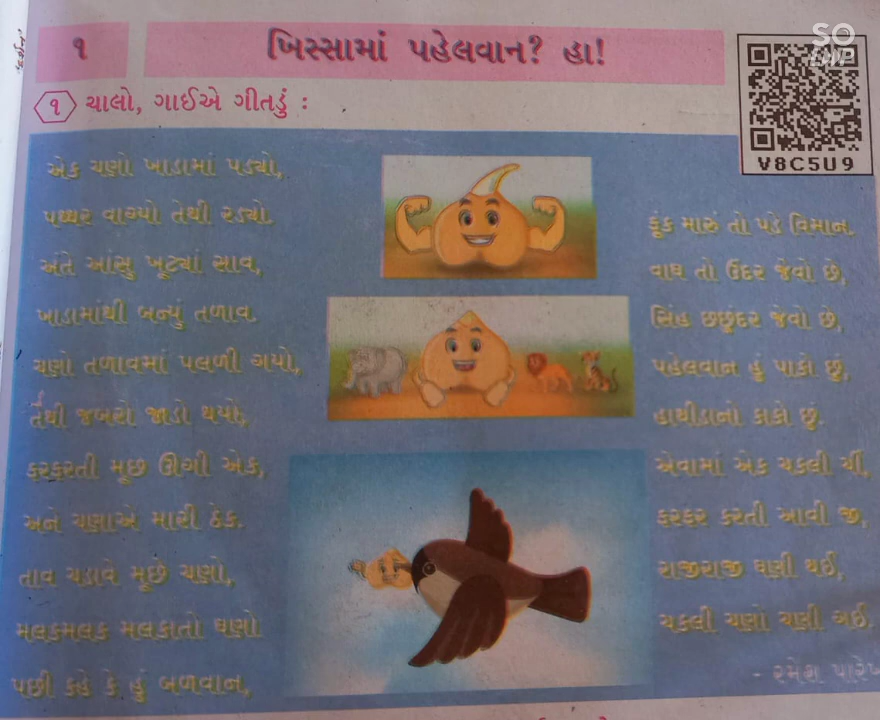 ૧
ખિસ્સામાં પહેલવાન? હા!
૧ ચાલો, ગાઈએ ગીતડું :
એક ચણો ખાડામાં પડ્યો,
પથ્થર વાગ્યો તેથી રડ્યો.
અંતે આંસુ ખૂટ્યાં સાવ,
ખાડામાંથી બન્યું તળાવ.
ચણો તળાવમાં પલળી ગયો,
તેથી જબરો જાડો થયો,
ફરફરતી મૂછ ઊગી એક,
અને ચણાએ મારી ઠેક.
તાવ ચડાવે મૂછે ચણો,
મલકમલક મલકાતો ઘણો
પછી કહે કે હું બળવાન,
ફૂંક મારું તો પડે વિમાન.
વાઘ તો ઉંદર જેવો છે,
સિંહ છછુંદર જેવો છે,
પહેલવાન હું પાકો છું,
હાથીડાનો કાકો છું.
એવામાં એક ચકલી ચીં,
ફરફર કરતી આવી જી,
રાજીરાજી ઘણી થઈ,
ચકલી ચણો ચણી ગઈ.
- રમેશ પારેખ
V8C5U9